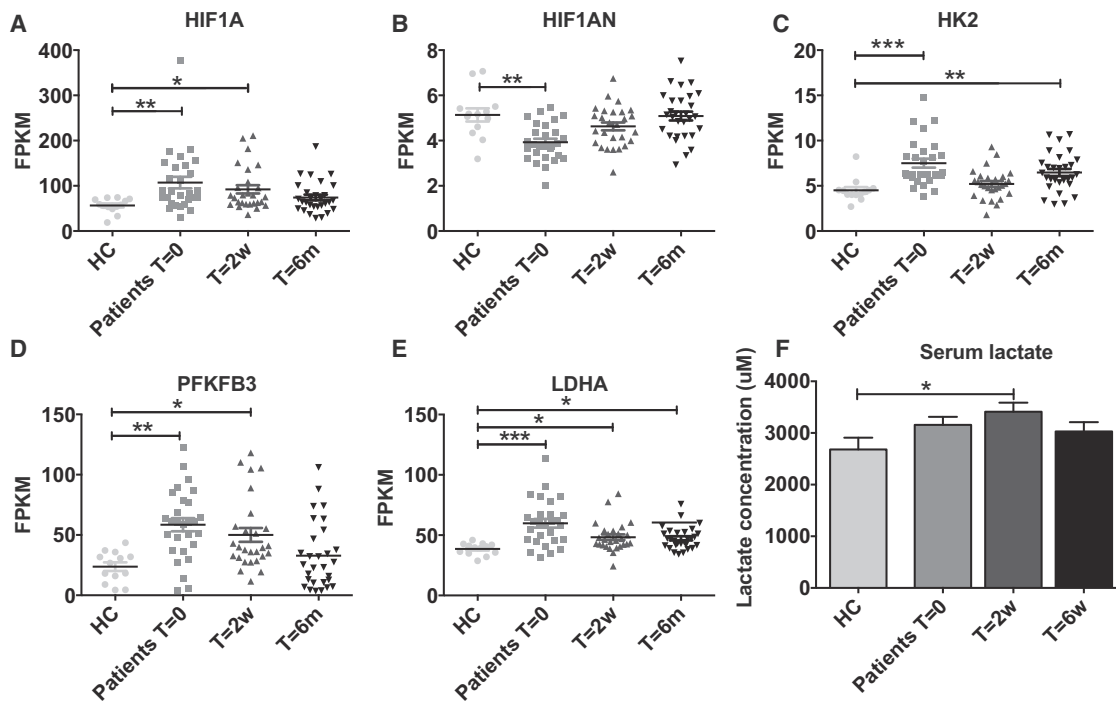 A
HIF1A
FPKM
400
300
200
100
0
*
**
HC
Patients T=0
T=2w
T=6m
B
HIF1AN
FPKM
8
6
4
2
0
**
HC
Patients T=0
T=2w
T=6m
C
HK2
FPKM
20
15
10
5
0
***
**
HC
Patients T=0
T=2w
T=6m
D
PFKFB3
FPKM
150
100
50
0
*
**
HC
Patients T=0
T=2w
T=6m
E
LDHA
FPKM
150
100
50
0
*
*
***
HC
Patients T=0
T=2w
T=6m
F
Serum lactate
Lactate concentration (uM)
4000
3000
2000
1000
0
*
HC
Patients T=0
T=2w
T=6w